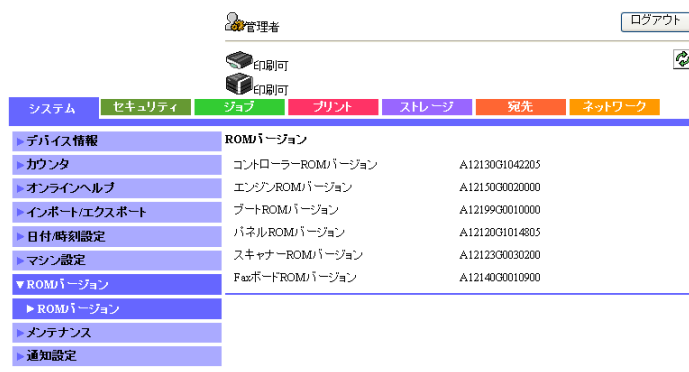 管理者
ログアウト
印刷可
印刷可
システム セキュリティ ジョブ プリント ストレージ 宛先 ネットワーク
デバイス情報
カウンタ
オンラインヘルプ
インポート/エクスポート
日付/時刻設定
マシン設定
ROMバージョン
ROMバージョン
メンテナンス
通知設定
ROMバージョン
コントローラーROMバージョン A12130G1042205
エンジンROMバージョン A12150G0020000
ブートROMバージョン A12199G0010000
パネルROMバージョン A12120G1014805
スキャナーROMバージョン A12123G0030200
FaxボードROMバージョン A12140G0010900